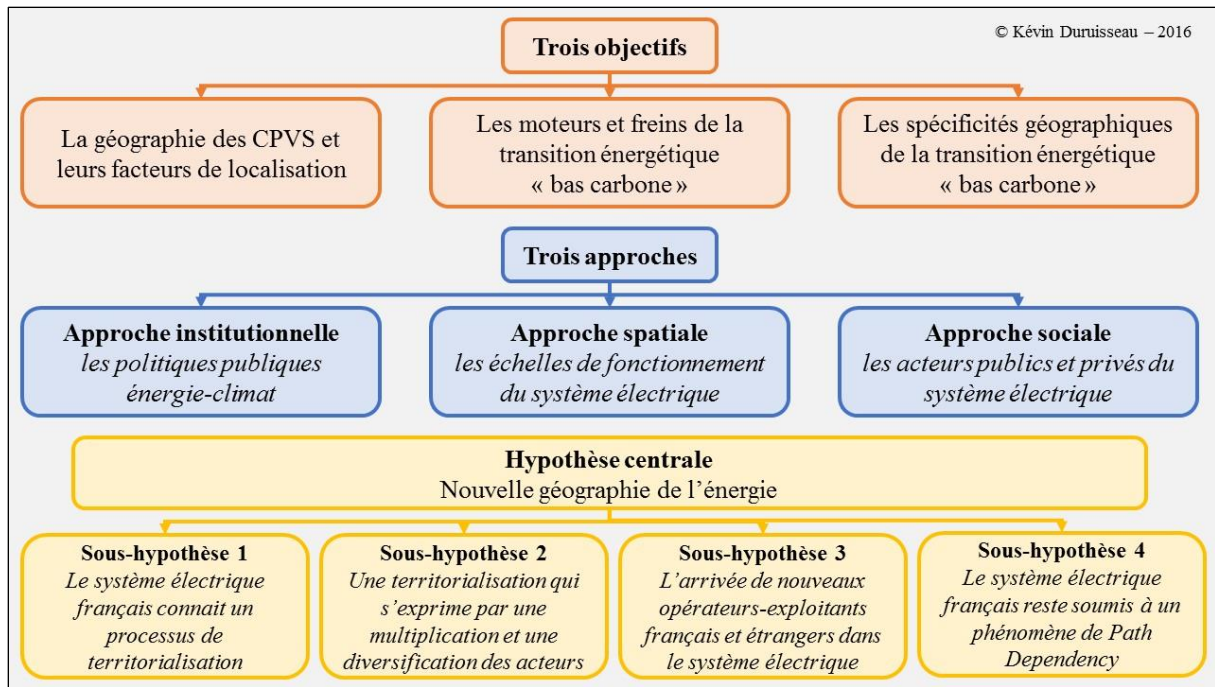 © Kévin Duruisseau – 2016
Trois objectifs
La géographie des CPVS et
leurs facteurs de localisation
Les moteurs et freins de la
transition énergétique
« bas carbone »
Les spécificités géographiques
de la transition énergétique
« bas carbone »
Trois approches
Approche institutionnelle
les politiques publiques
énergie-climat
Approche spatiale
les échelles de fonctionnement
du système électrique
Approche sociale
les acteurs publics et privés du
système électrique
Hypothèse centrale
Nouvelle géographie de l’énergie
Sous-hypothèse 1
Le système électrique
français connait un
processus de
territorialisation
Sous-hypothèse 2
Une territorialisation qui
s’exprime par une
multiplication et une
diversification des acteurs
Sous-hypothèse 3
L’arrivée de nouveaux
opérateurs-exploitants
français et étrangers dans
le système électrique
Sous-hypothèse 4
Le système électrique
français reste soumis à un
phénomène de Path
Dependency